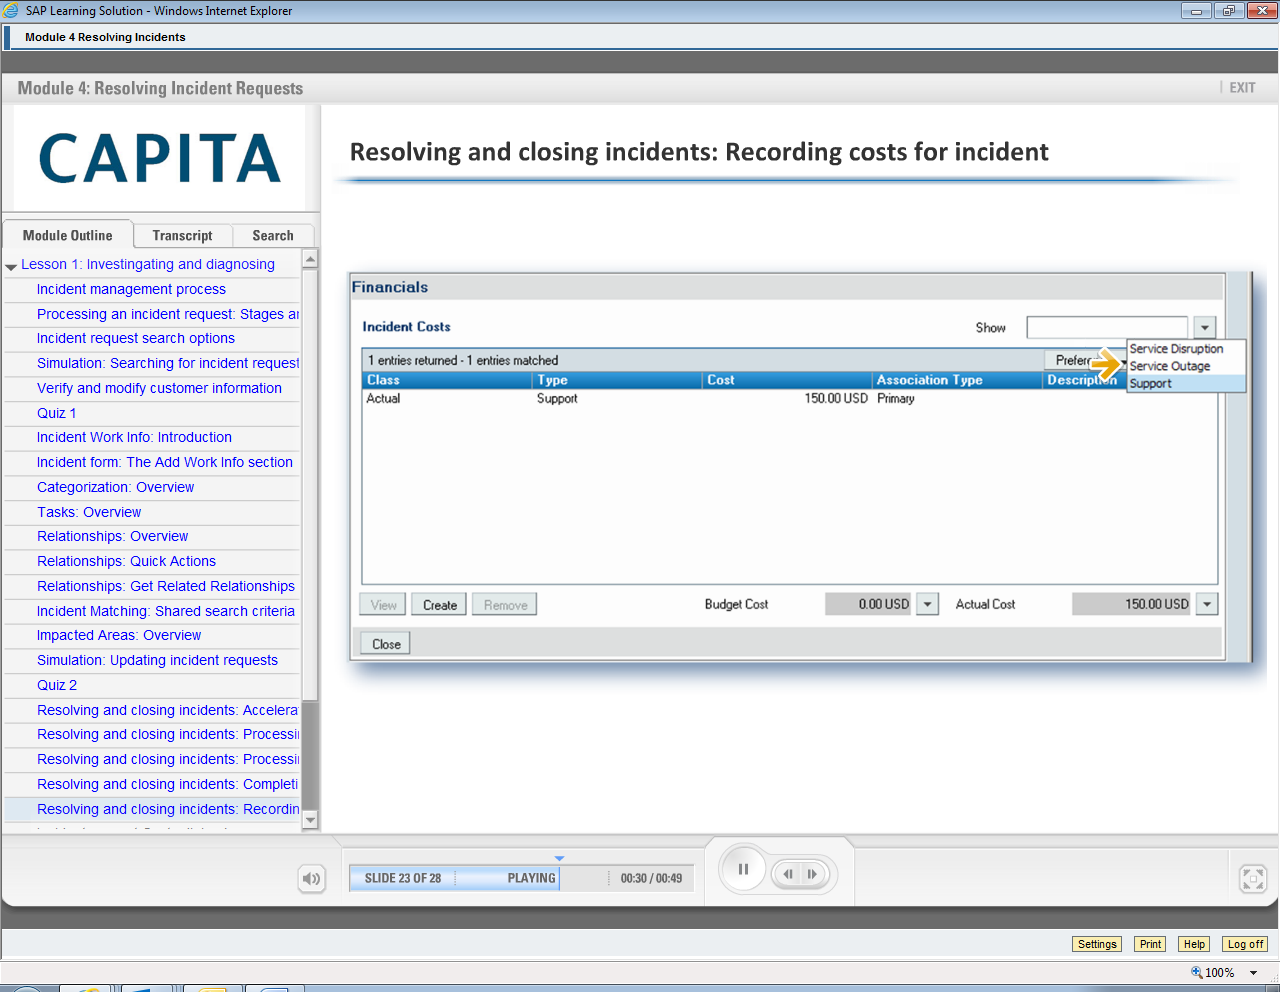 SAP Learning Solution - Windows Internet Explorer
Module 4 Resolving Incidents
Module 4: Resolving Incident Requests
EXIT
CAPITA
Module Outline
Transcript
Search
Lesson 1: Investingating and diagnosing
Incident management process
Processing an incident request: Stages ar
Incident request search options
Simulation: Searching for incident request
Verify and modify customer information
Quiz 1
Incident Work Info: Introduction
Incident form: The Add Work Info section
Categorization: Overview
Tasks: Overview
Relationships: Overview
Relationships: Quick Actions
Relationships: Get Related Relationships
Incident Matching: Shared search criteria
Impacted Areas: Overview
Simulation: Updating incident requests
Quiz 2
Resolving and closing incidents: Accelera
Resolving and closing incidents: Processi
Resolving and closing incidents: Processi
Resolving and closing incidents: Completi
Resolving and closing incidents: Recordin
Resolving and closing incidents: Recording costs for incident
Financials
Incident Costs
Show
1 entries returned - 1 entries matched
Prefer
Service Disruption
Service Outage
Support
Class Type Cost Association Type Description
Actual Support 150.00 USD Primary
View Create Remove
Budget Cost 0.00 USD
Actual Cost 150.00 USD
Close
SLIDE 23 OF 28 PLAYING 00:30 / 00:49
Settings Print Help Log off
100%